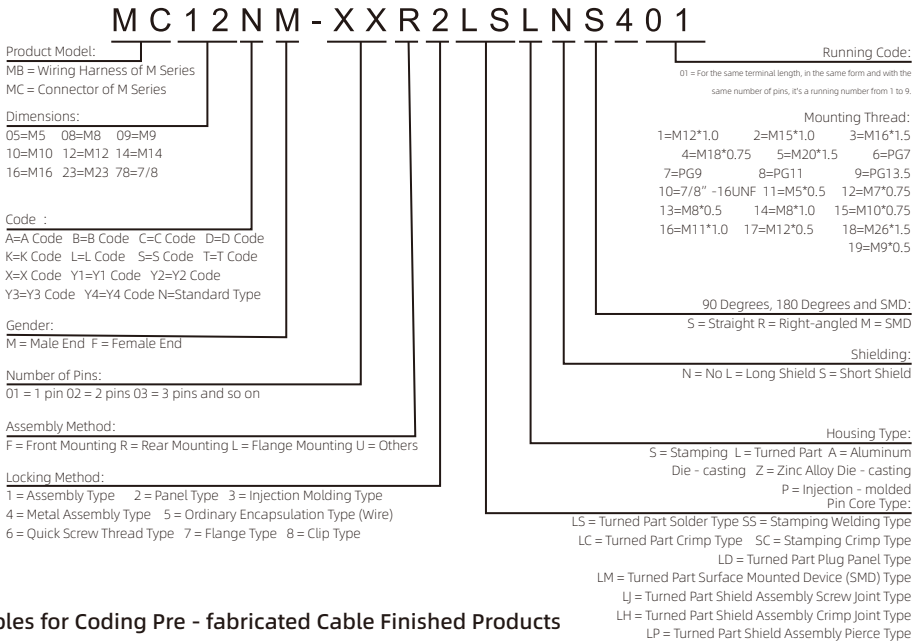 MC12NM-XXR2LSLNS401
Product Model:
MB = Wiring Harness of M Series
MC = Connector of M Series
Dimensions:
05=M5 08=M8 09=M9
10=M10 12=M12 14=M14
16=M16 23=M23 78=7/8
Code :
A=A Code B=B Code C=C Code D=D Code
K=K Code L=L Code S=S Code T=T Code
X=X Code Y1=Y1 Code Y2=Y2 Code
Y3=Y3 Code Y4=Y4 Code N=Standard Type
Gender:
M = Male End F = Female End
Number of Pins:
01 = 1 pin 02 = 2 pins 03 = 3 pins and so on
Assembly Method:
F = Front Mounting R = Rear Mounting L = Flange Mounting U = Others
Locking Method:
1 = Assembly Type 2 = Panel Type 3 = Injection Molding Type
4 = Metal Assembly Type 5 = Ordinary Encapsulation Type (Wire)
6 = Quick Screw Thread Type 7 = Flange Type 8 = Clip Type
Running Code:
01 = For the same terminal length, in the same form and with the
same number of pins, it's a running number from 1 to 9.
Mounting Thread:
1=M12*1.0 2=M15*1.0 3=M16*1.5
4=M18*0.75 5=M20*1.5 6=PG7
7=PG9 8=PG11 9=PG13.5
10=7/8” -16UNF 11=M5*0.5 12=M7*0.75
13=M8*0.5 14=M8*1.0 15=M10*0.75
16=M11*1.0 17=M12*0.5 18=M26*1.5
19=M9*0.5
90 Degrees, 180 Degrees and SMD:
S = Straight R = Right-angled M = SMD
Shielding:
N = No L = Long Shield S = Short Shield
Housing Type:
S = Stamping L = Turned Part A = Aluminum
Die - casting Z = Zinc Alloy Die - casting
P = Injection - molded
Pin Core Type:
LS = Turned Part Solder Type SS = Stamping Welding Type
LC = Turned Part Crimp Type SC = Stamping Crimp Type
LD = Turned Part Plug Panel Type
LM = Turned Part Surface Mounted Device (SMD) Type
LJ = Turned Part Shield Assembly Screw Joint Type
LH = Turned Part Shield Assembly Crimp Joint Type
LP = Turned Part Shield Assembly Pierce Type
for Coding Pre - fabricated Cable Finished Products